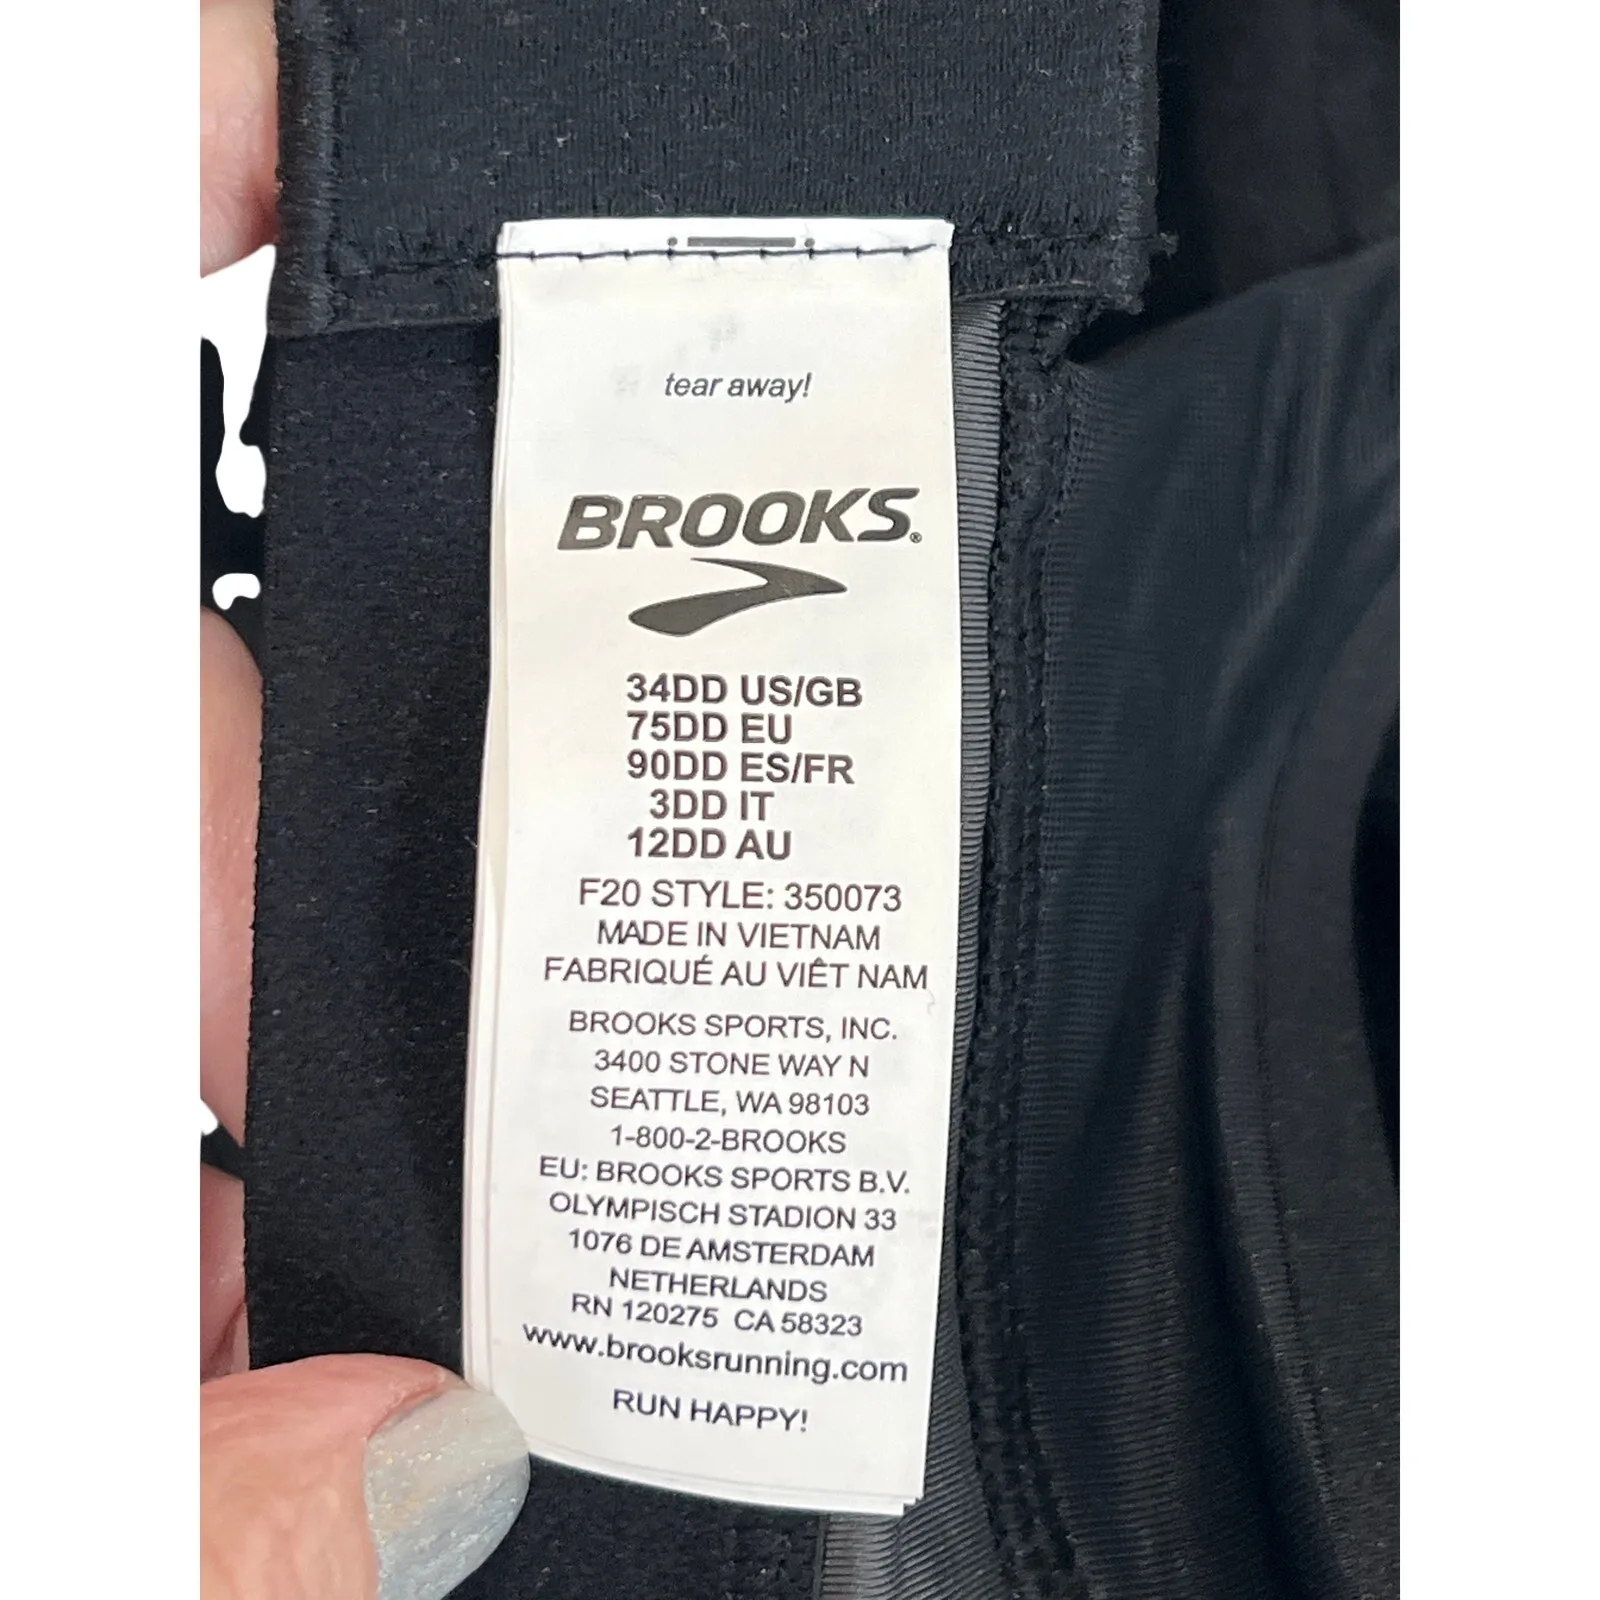 tear away!
BROOKS®
34DD US/GB
75DD EU
90DD ES/FR
3DD IT
12DD AU
F20 STYLE: 350073
MADE IN VIETNAM
FABRIQUÉ AU VIÊT NAM
BROOKS SPORTS, INC.
3400 STONE WAY N
SEATTLE, WA 98103
1-800-2-BROOKS
EU: BROOKS SPORTS B.V.
OLYMPISCH STADION 33
1076 DE AMSTERDAM
NETHERLANDS
RN 120275 CA 58323
www.brooksrunning.com
RUN HAPPY!